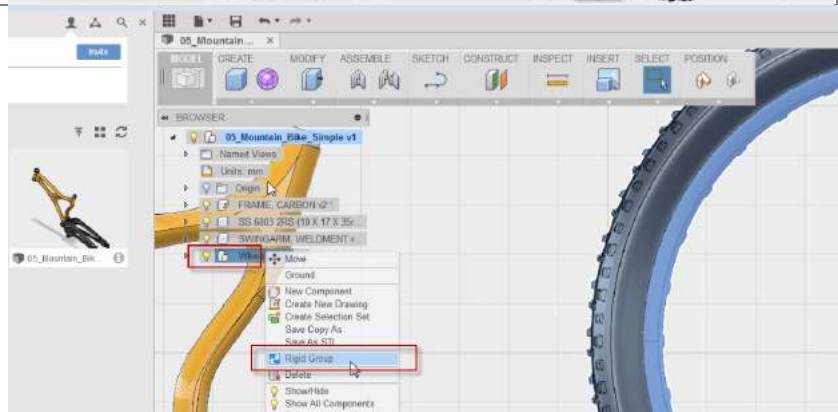 05_Mountain... ×
Invite
MODEL CREATE MODIFY ASSEMBLE SKETCH CONSTRUCT INSPECT INSERT SELECT POSITION
BROWSER
05_Mountain_Bike_Simple v1
Named Views
Units: mm
Origin
FRAME, CARBON v2:
SS 6803 2RS (10 X 17 X 35r...
SWINGARM, WELDMENT v...
Move
Ground
New Component
Create New Drawing
Create Selection Set
Save Copy As
Save As STL
Rigid Group
Delete
Show/Hide
Show All Components
05_Mountain_Bik...